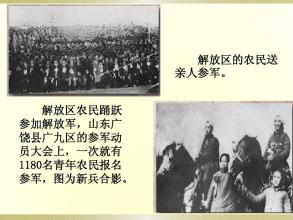 解放区的农民送
亲人参军。
解放区农民踊跃
参加解放军，山东广
饶县广九区的参军动
员大会上，一次就有
1180名青年农民报名
参军，图为新兵合影。